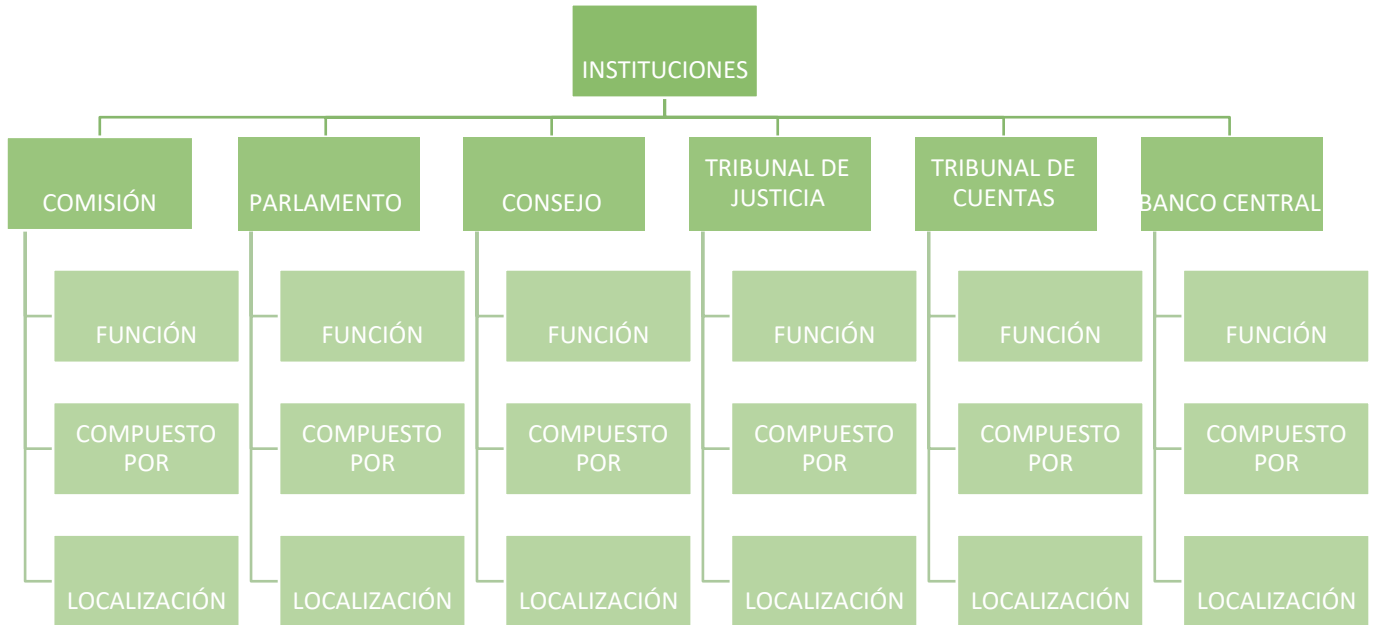 INSTITUCIONES
COMISIÓN
PARLAMENTO
CONSEJO
TRIBUNAL DE
JUSTICIA
TRIBUNAL DE
CUENTAS
BANCO CENTRAL
FUNCIÓN
FUNCIÓN
FUNCIÓN
FUNCIÓN
FUNCIÓN
FUNCIÓN
COMPUESTO
POR
COMPUESTO
POR
COMPUESTO
POR
COMPUESTO
POR
COMPUESTO
POR
COMPUESTO
POR
LOCALIZACIÓN
LOCALIZACIÓN
LOCALIZACIÓN
LOCALIZACIÓN
LOCALIZACIÓN
LOCALIZACIÓN